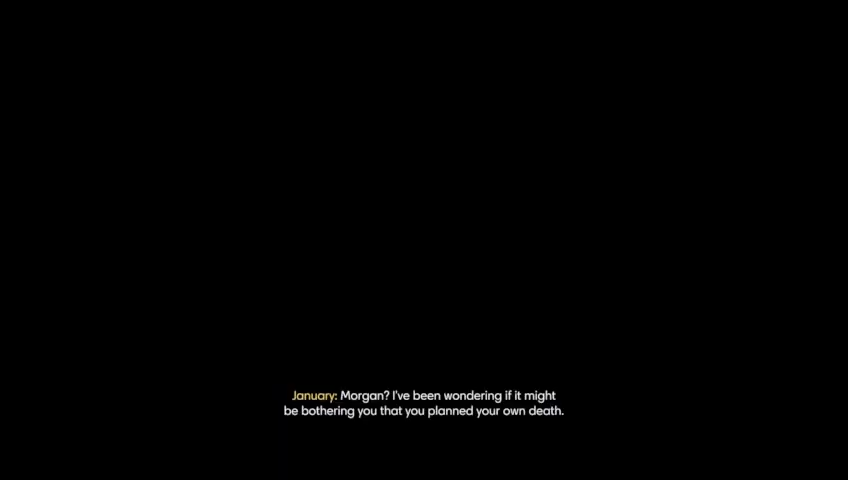 January: Morgan? I've been wondering if it might
be bothering you that you planned your own death.